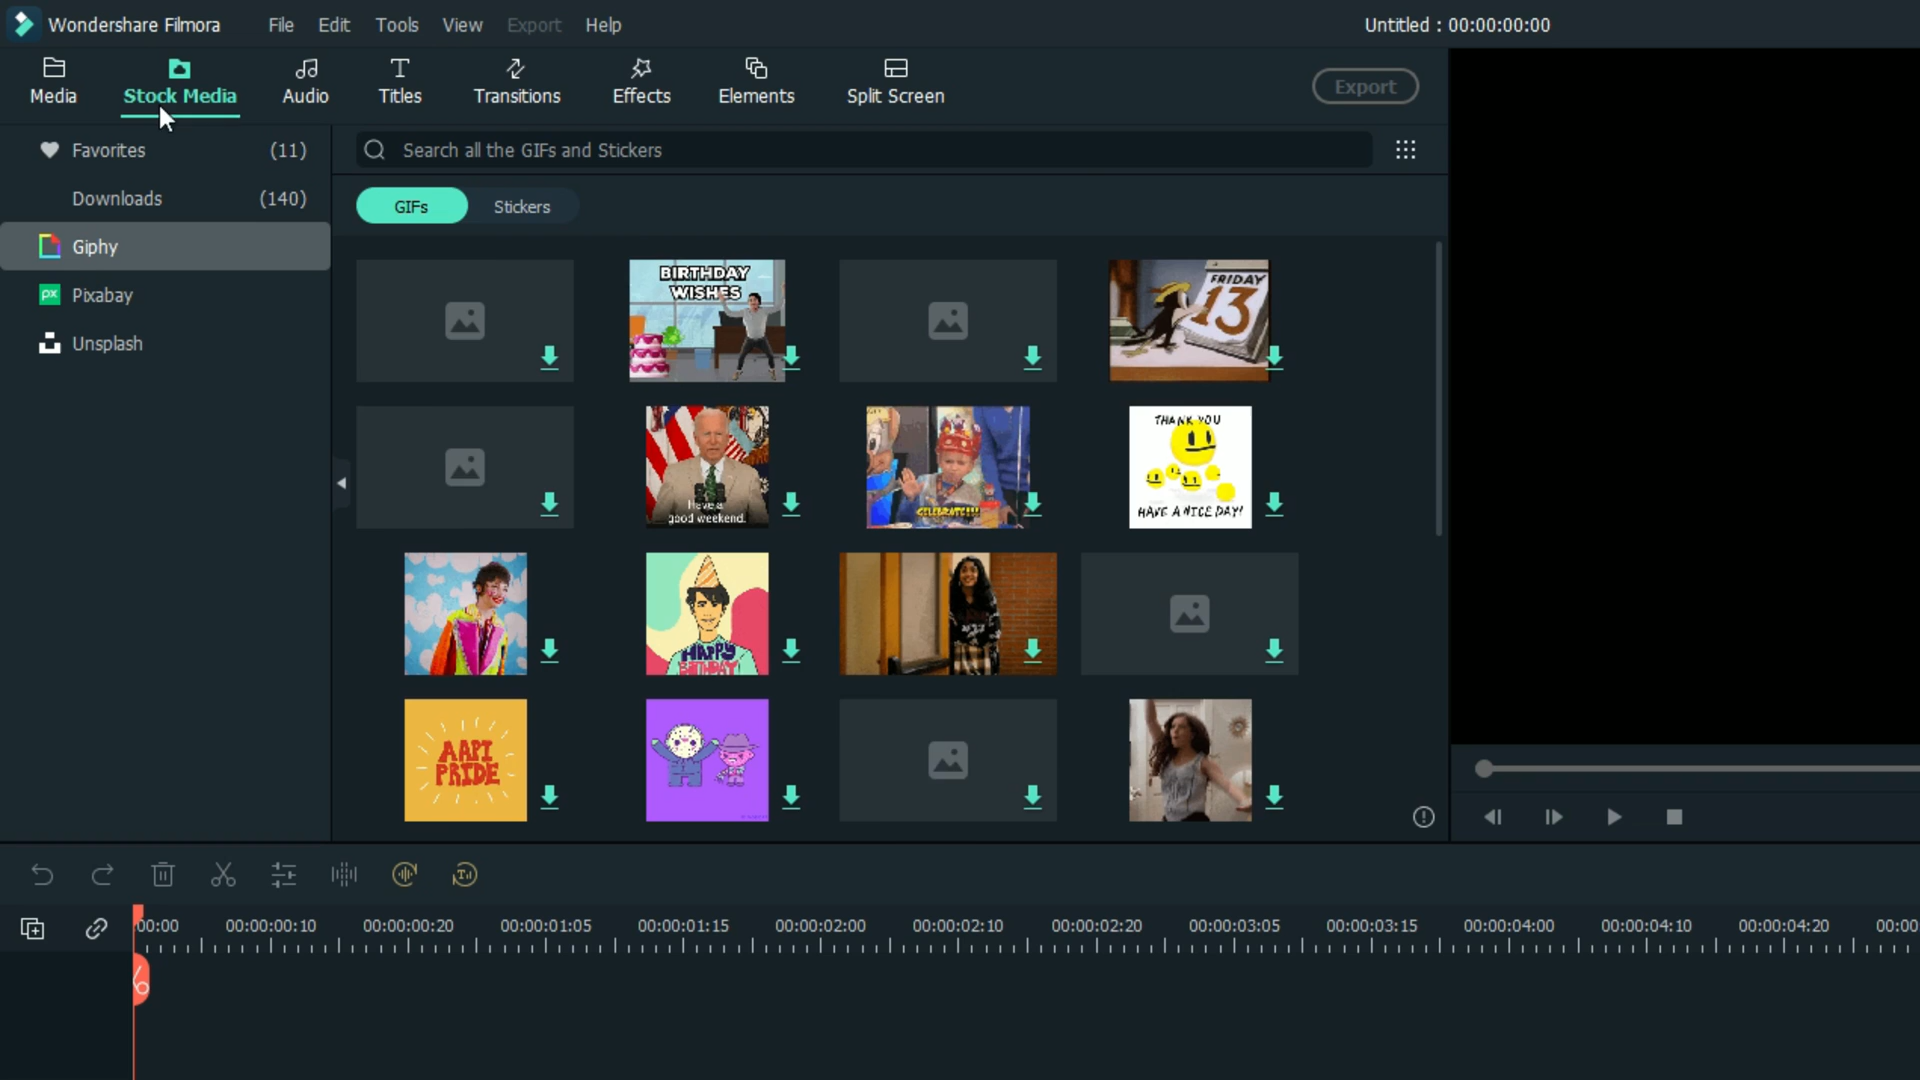 Wondershare Filmora File Edit Tools View Export Help Untitled : 00:00:00:00
Media Stock Media Audio Titles Transitions Effects Elements Split Screen Export
Favorites (11)
Downloads (140)
Giphy
Pixabay
Unsplash
Search all the GIFs and Stickers
GIFs Stickers
BIRTHDAY
WISHES
FRIDAY
13
Have a
good weekend.
CELEBRATE!!!
THANK YOU
HAVE A NICE DAY!
HAPPY
BIRTHDAY
AAPI
PRIDE
00:00 00:00:00:10 00:00:00:20 00:00:01:05 00:00:01:15 00:00:02:00 00:00:02:10 00:00:02:20 00:00:03:05 00:00:03:15 00:00:04:00 00:00:04:10 00:00:04:20 00:00